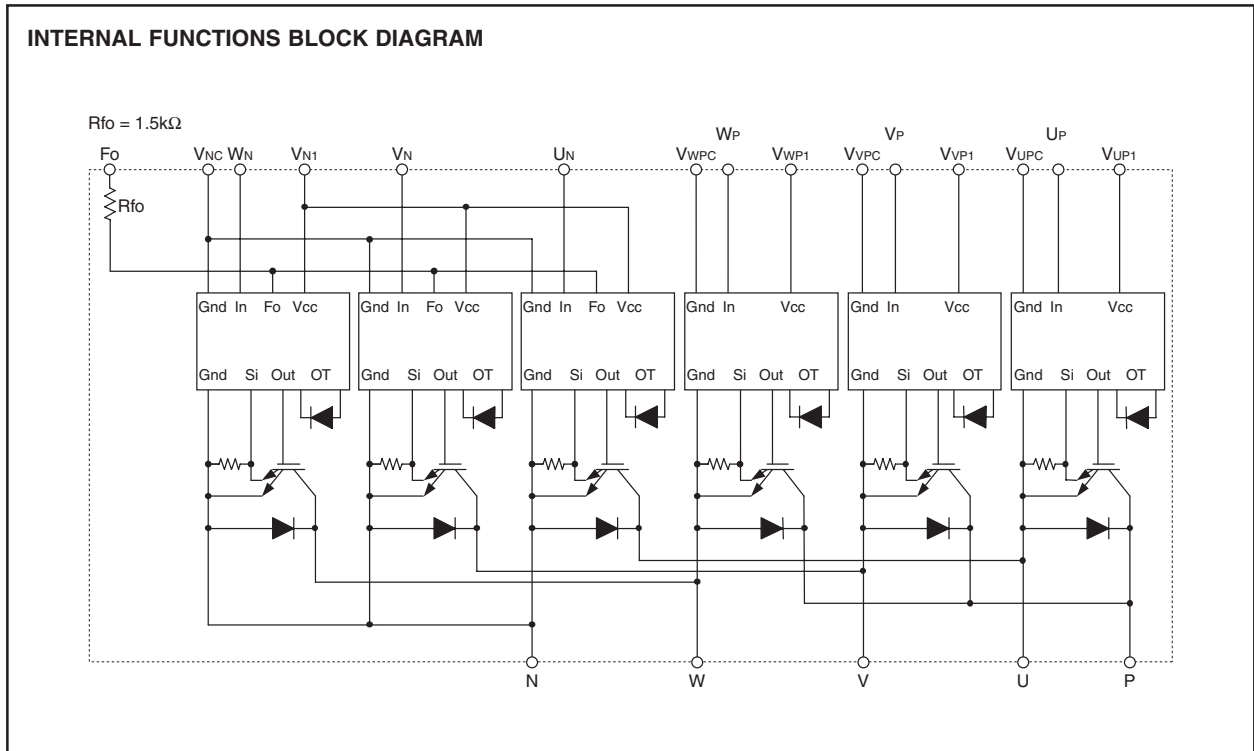 INTERNAL FUNCTIONS BLOCK DIAGRAM
Rfo = 1.5kΩ
WP VP UP
Fo VNC WN VN1 VN UN VWPC VWP1 VVPC VVP1 VUPC VUP1
Rfo
Gnd In Fo Vcc Gnd In Fo Vcc Gnd In Fo Vcc Gnd In Vcc Gnd In Vcc Gnd In Vcc
Gnd Si Out OT Gnd Si Out OT Gnd Si Out OT Gnd Si Out OT Gnd Si Out OT Gnd Si Out OT
N W V U P